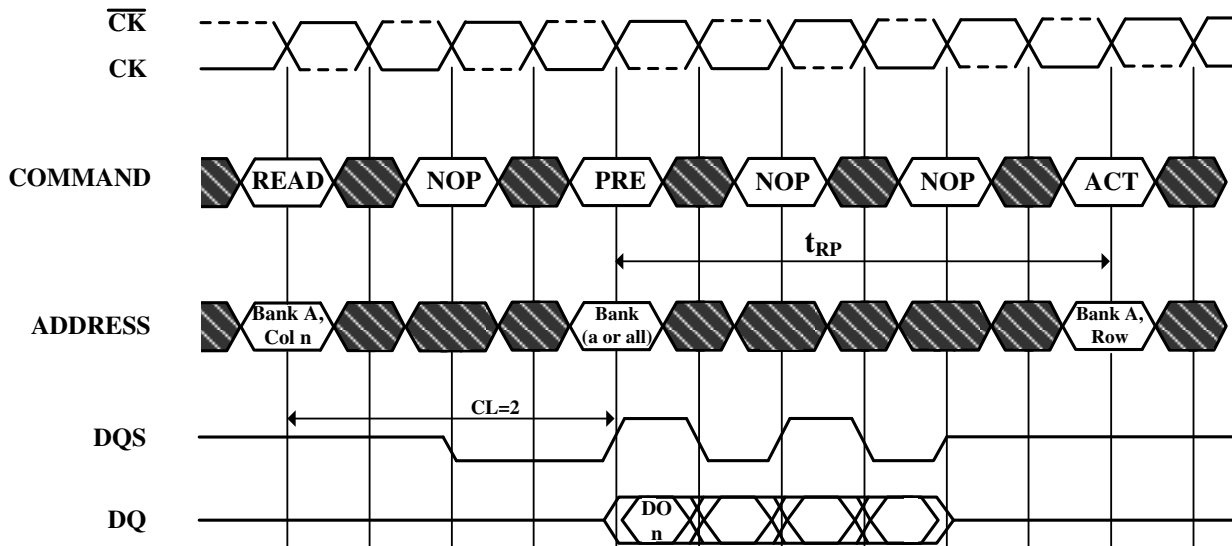 CK
CK
COMMAND READ NOP PRE NOP NOP ACT
tRP
ADDRESS Bank A, Col n Bank (a or all) Bank A, Row
CL=2
DQS
DQ DO n